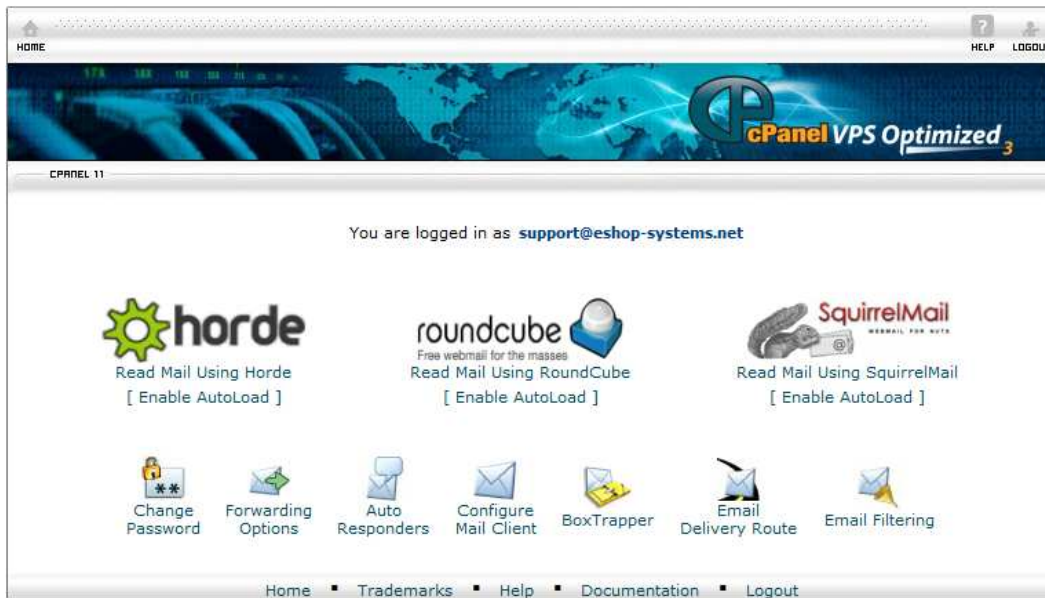 HOME
HELP LOGOU
cPanel VPS Optimized 3
CPANEL 11
You are logged in as support@eshop-systems.net
horde
roundcube
Free webmail for the masses
SquirrelMail
WEBMAIL FOR NUTS
@
Read Mail Using Horde
Read Mail Using RoundCube
Read Mail Using SquirrelMail
[ Enable AutoLoad ]
[ Enable AutoLoad ]
[ Enable AutoLoad ]
Change Password
Forwarding Options
Auto Responders
Configure Mail Client
BoxTrapper
Email Delivery Route
Email Filtering
Home ▪ Trademarks ▪ Help ▪ Documentation ▪ Logout